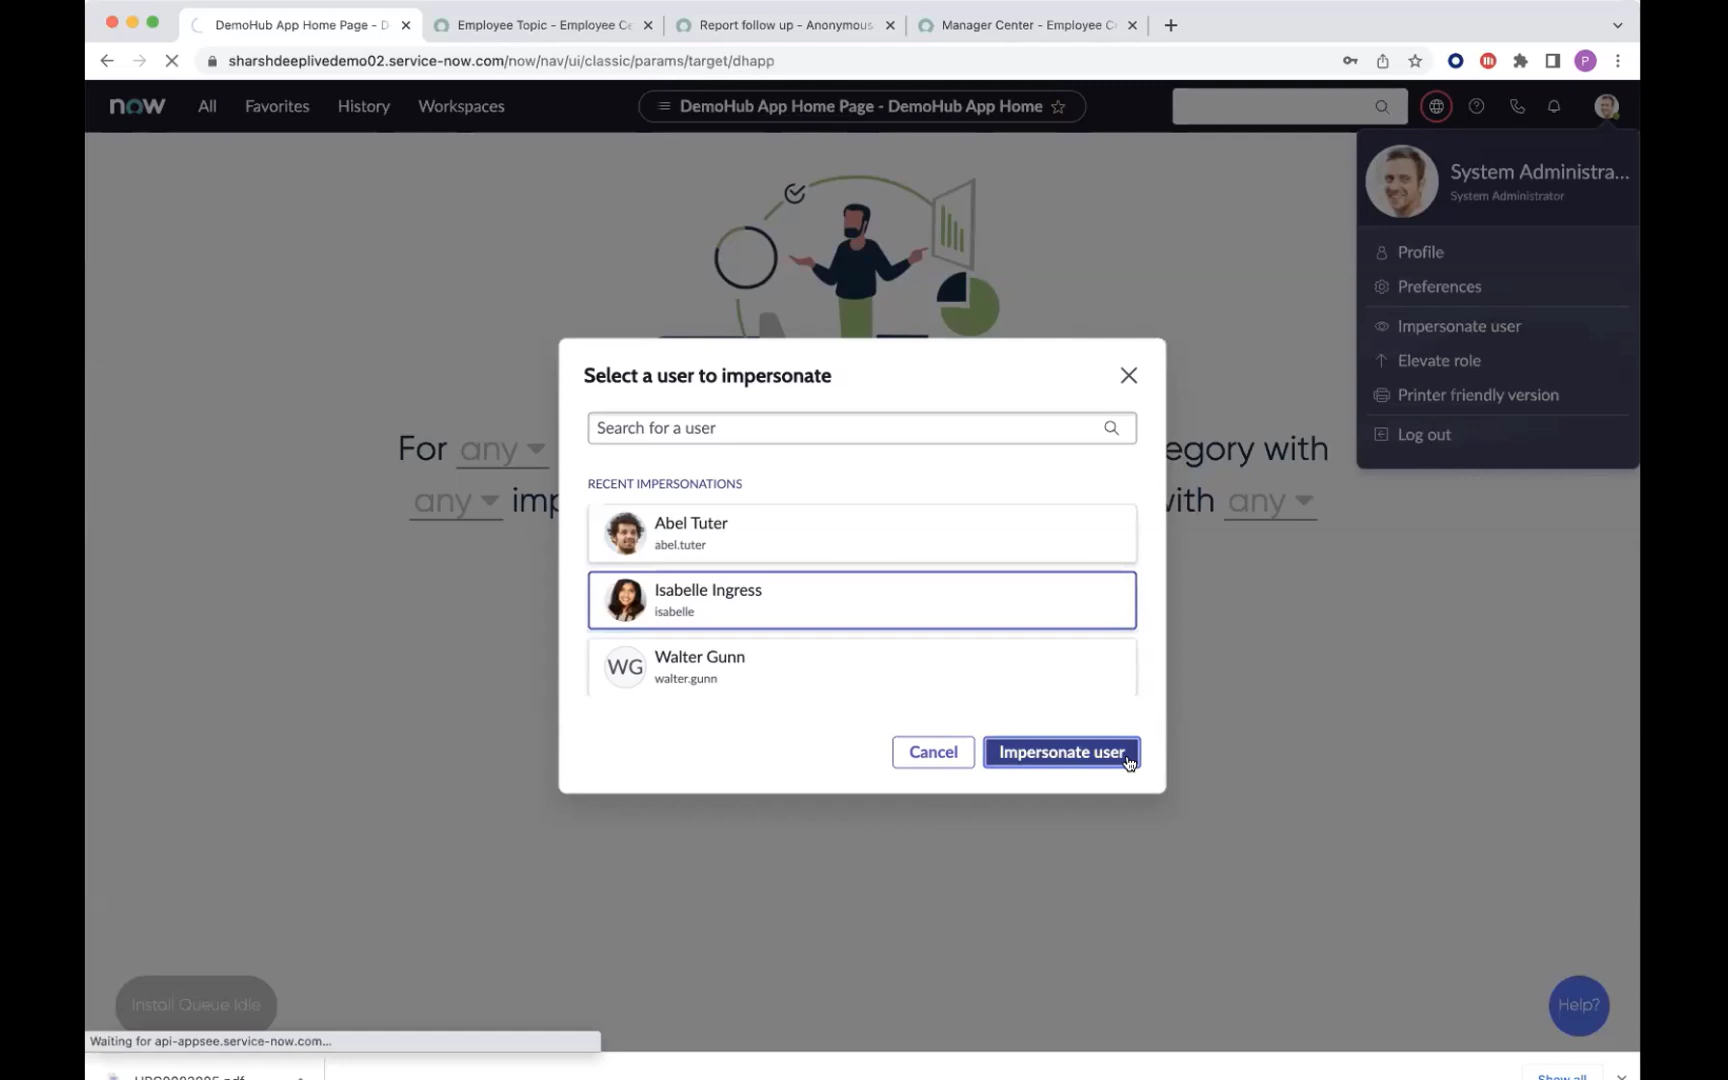 DemoHub App Home Page - D
Employee Topic - Employee Ce
Report follow up - Anonymous
Manager Center - Employee C
sharshdeeplivedemo02.service-now.com/now/nav/ui/classic/params/target/dhapp
P
now
All
Favorites
History
Workspaces
DemoHub App Home Page - DemoHub App Home
System Administra...
System Administrator
Profile
Preferences
Impersonate user
Elevate role
Printer friendly version
Log out
For any
egory with
any
imp
with any
Select a user to impersonate
Search for a user
RECENT IMPERSONATIONS
Abel Tuter
abel.tuter
Isabelle Ingress
isabelle
WG
Walter Gunn
walter.gunn
Cancel
Impersonate user
Install Queue Idle
Help?
Waiting for api-appsee.service-now.com...
Show all